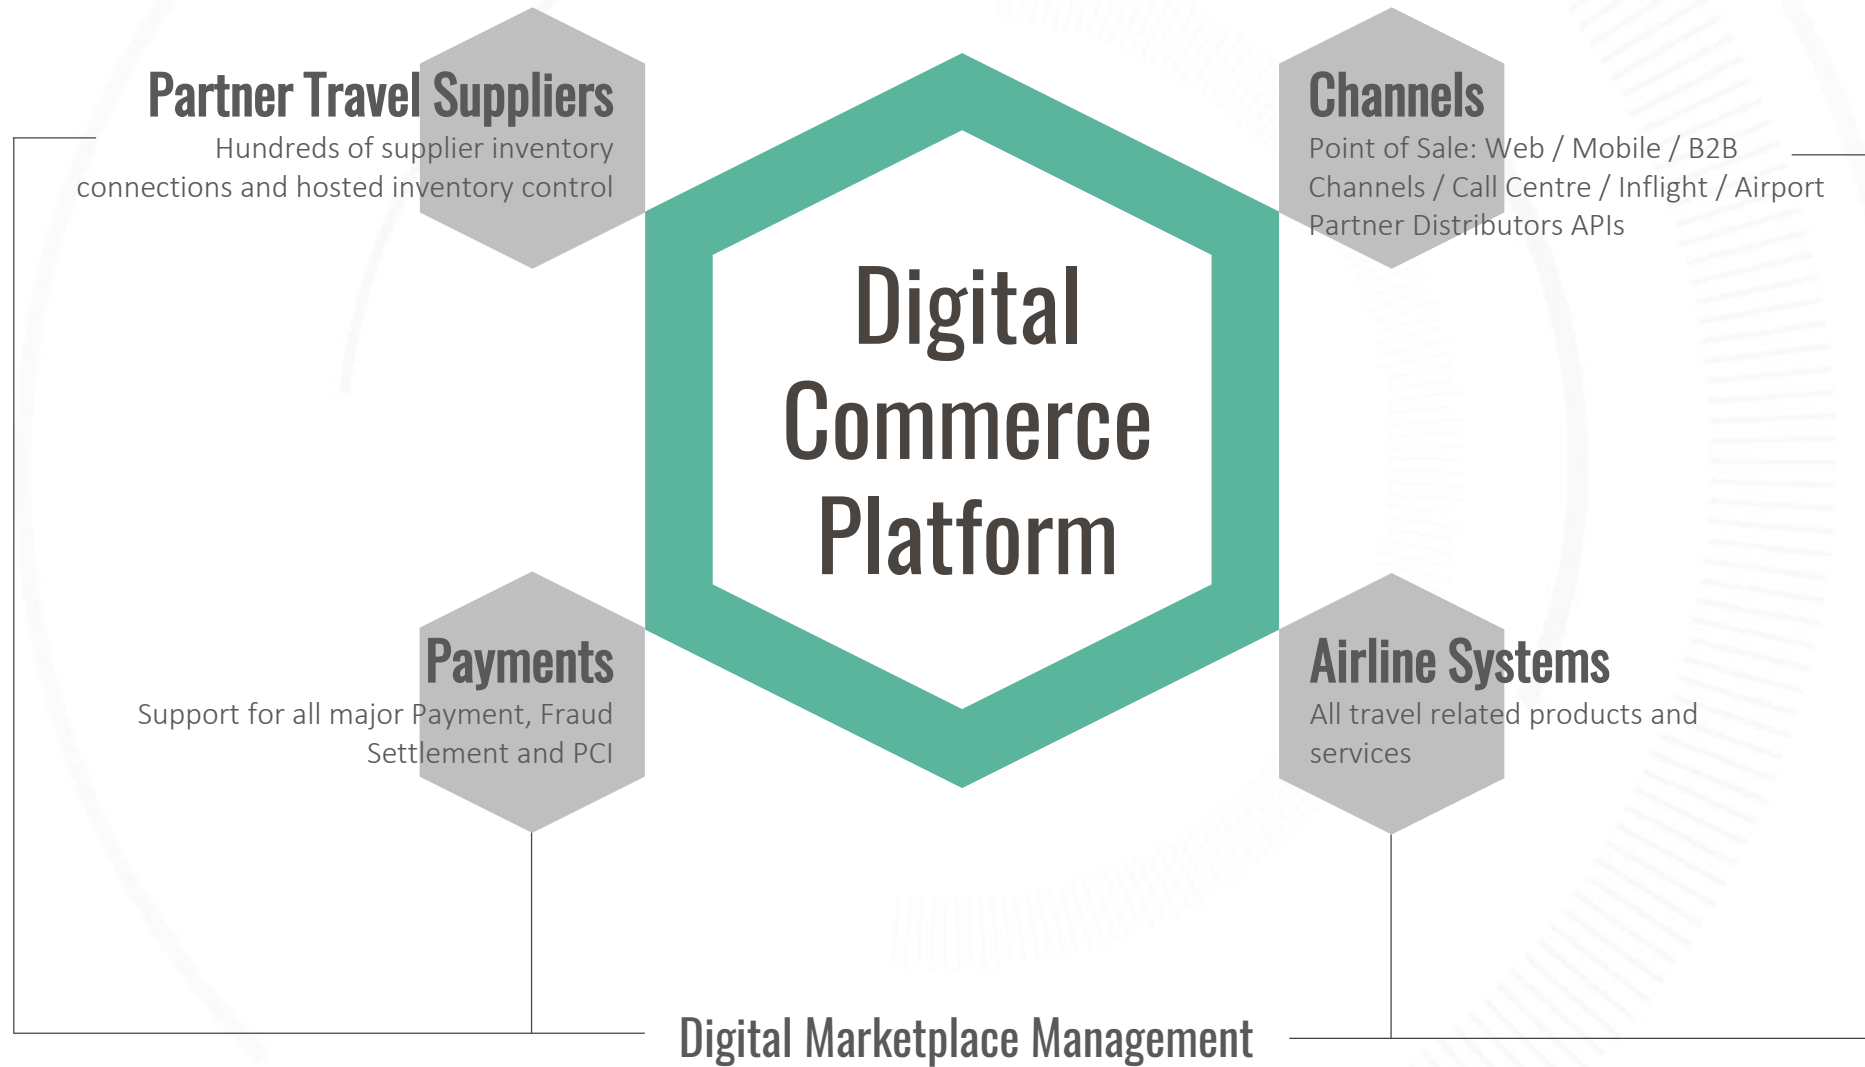 Partner Travel Suppliers
Hundreds of supplier inventory
connections and hosted inventory control
Channels
Point of Sale: Web / Mobile / B2B
Channels / Call Centre / Inflight / Airport
Partner Distributors APIs
Digital
Commerce
Platform
Payments
Support for all major Payment, Fraud
Settlement and PCI
Airline Systems
All travel related products and
services
Digital Marketplace Management